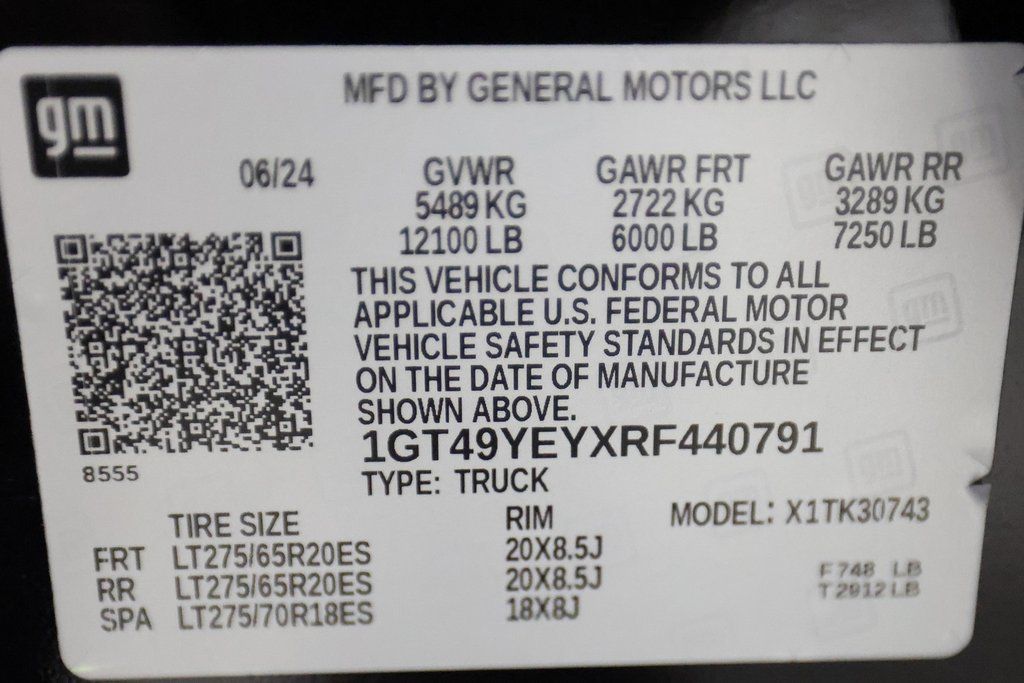 gm
MFD BY GENERAL MOTORS LLC
06/24 GVWR GAWR FRT GAWR RR
5489 KG 2722 KG 3289 KG
12100 LB 6000 LB 7250 LB
THIS VEHICLE CONFORMS TO ALL
APPLICABLE U.S. FEDERAL MOTOR
VEHICLE SAFETY STANDARDS IN EFFECT
ON THE DATE OF MANUFACTURE
SHOWN ABOVE.
1GT49YEYXRF440791
8555
TYPE: TRUCK
TIRE SIZE RIM MODEL: X1TK30743
FRT LT275/65R20ES 20X8.5J
RR LT275/65R20ES 20X8.5J
SPA LT275/70R18ES 18X8J
F 748 LB
T 2912 LB